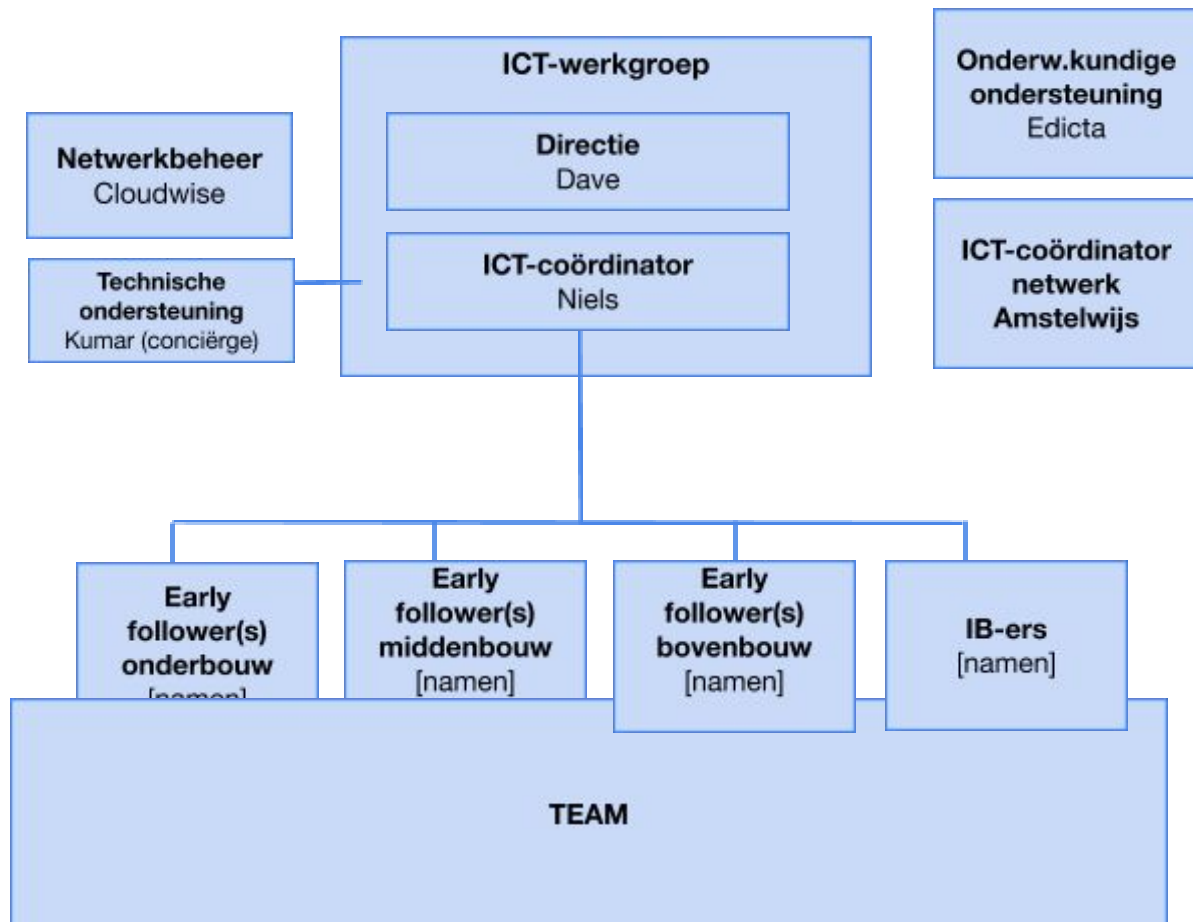 ICT-werkgroep
Directie
Dave
ICT-coördinator
Niels
Netwerkbeheer
Cloudwise
Technische
ondersteuning
Kumar (conciërge)
Onderw.kundige
ondersteuning
Edicta
ICT-coördinator
netwerk
Amstelwijs
Early
follower(s)
onderbouw
[namen]
Early
follower(s)
middenbouw
[namen]
Early
follower(s)
bovenbouw
[namen]
IB-ers
[namen]
TEAM